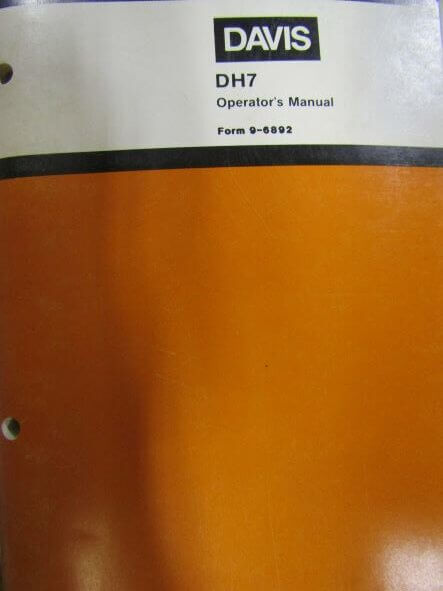 DAVIS
DH7
Operator's Manual
Form 9-6892